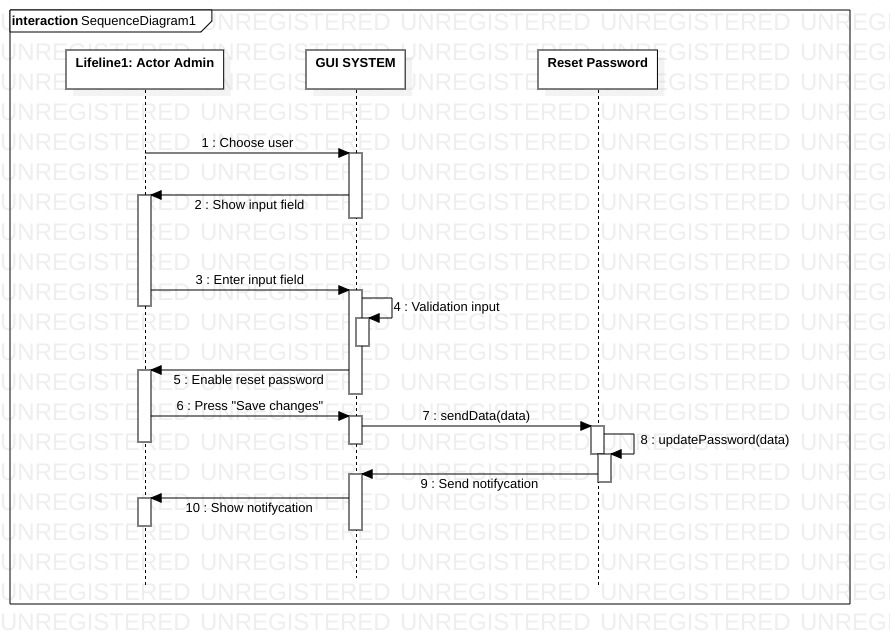 interaction SequenceDiagram1
Lifeline1: Actor Admin
GUI SYSTEM
Reset Password
1 : Choose user
2 : Show input field
3 : Enter input field
4 : Validation input
5 : Enable reset password
6 : Press "Save changes"
7 : sendData(data)
8 : updatePassword(data)
9 : Send notifycation
10 : Show notifycation
UNREGISTERED